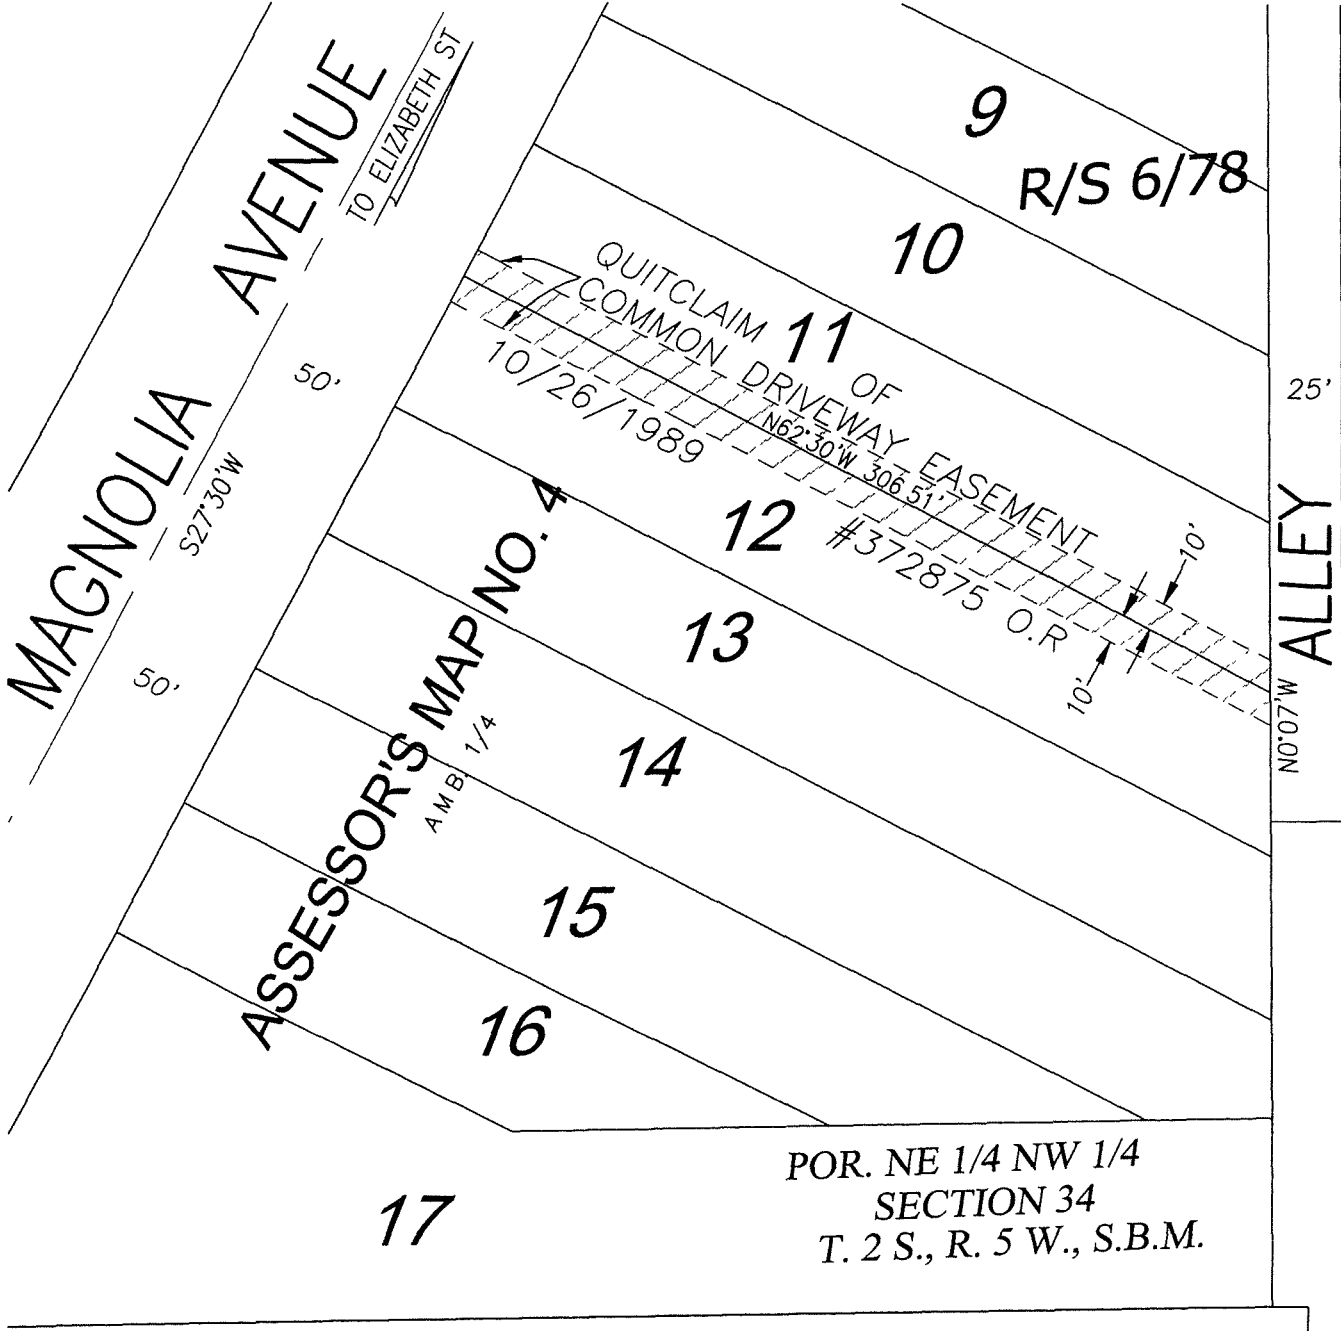 MAGNOLIA AVENUE
TO ELIZABETH ST
S27°30'W
50'
50'
9
R/S 6/78
10
11
12
13
14
15
16
17
QUITCLAIM OF
COMMON DRIVEWAY EASEMENT
N62°30'W 306.51'
10/26/1989 #372875 O.R
10'
10'
25'
ALLEY
N0°07'W
ASSESSOR'S MAP NO. 4
A M B. 1/4
POR. NE 1/4 NW 1/4
SECTION 34
T. 2 S., R. 5 W., S.B.M.